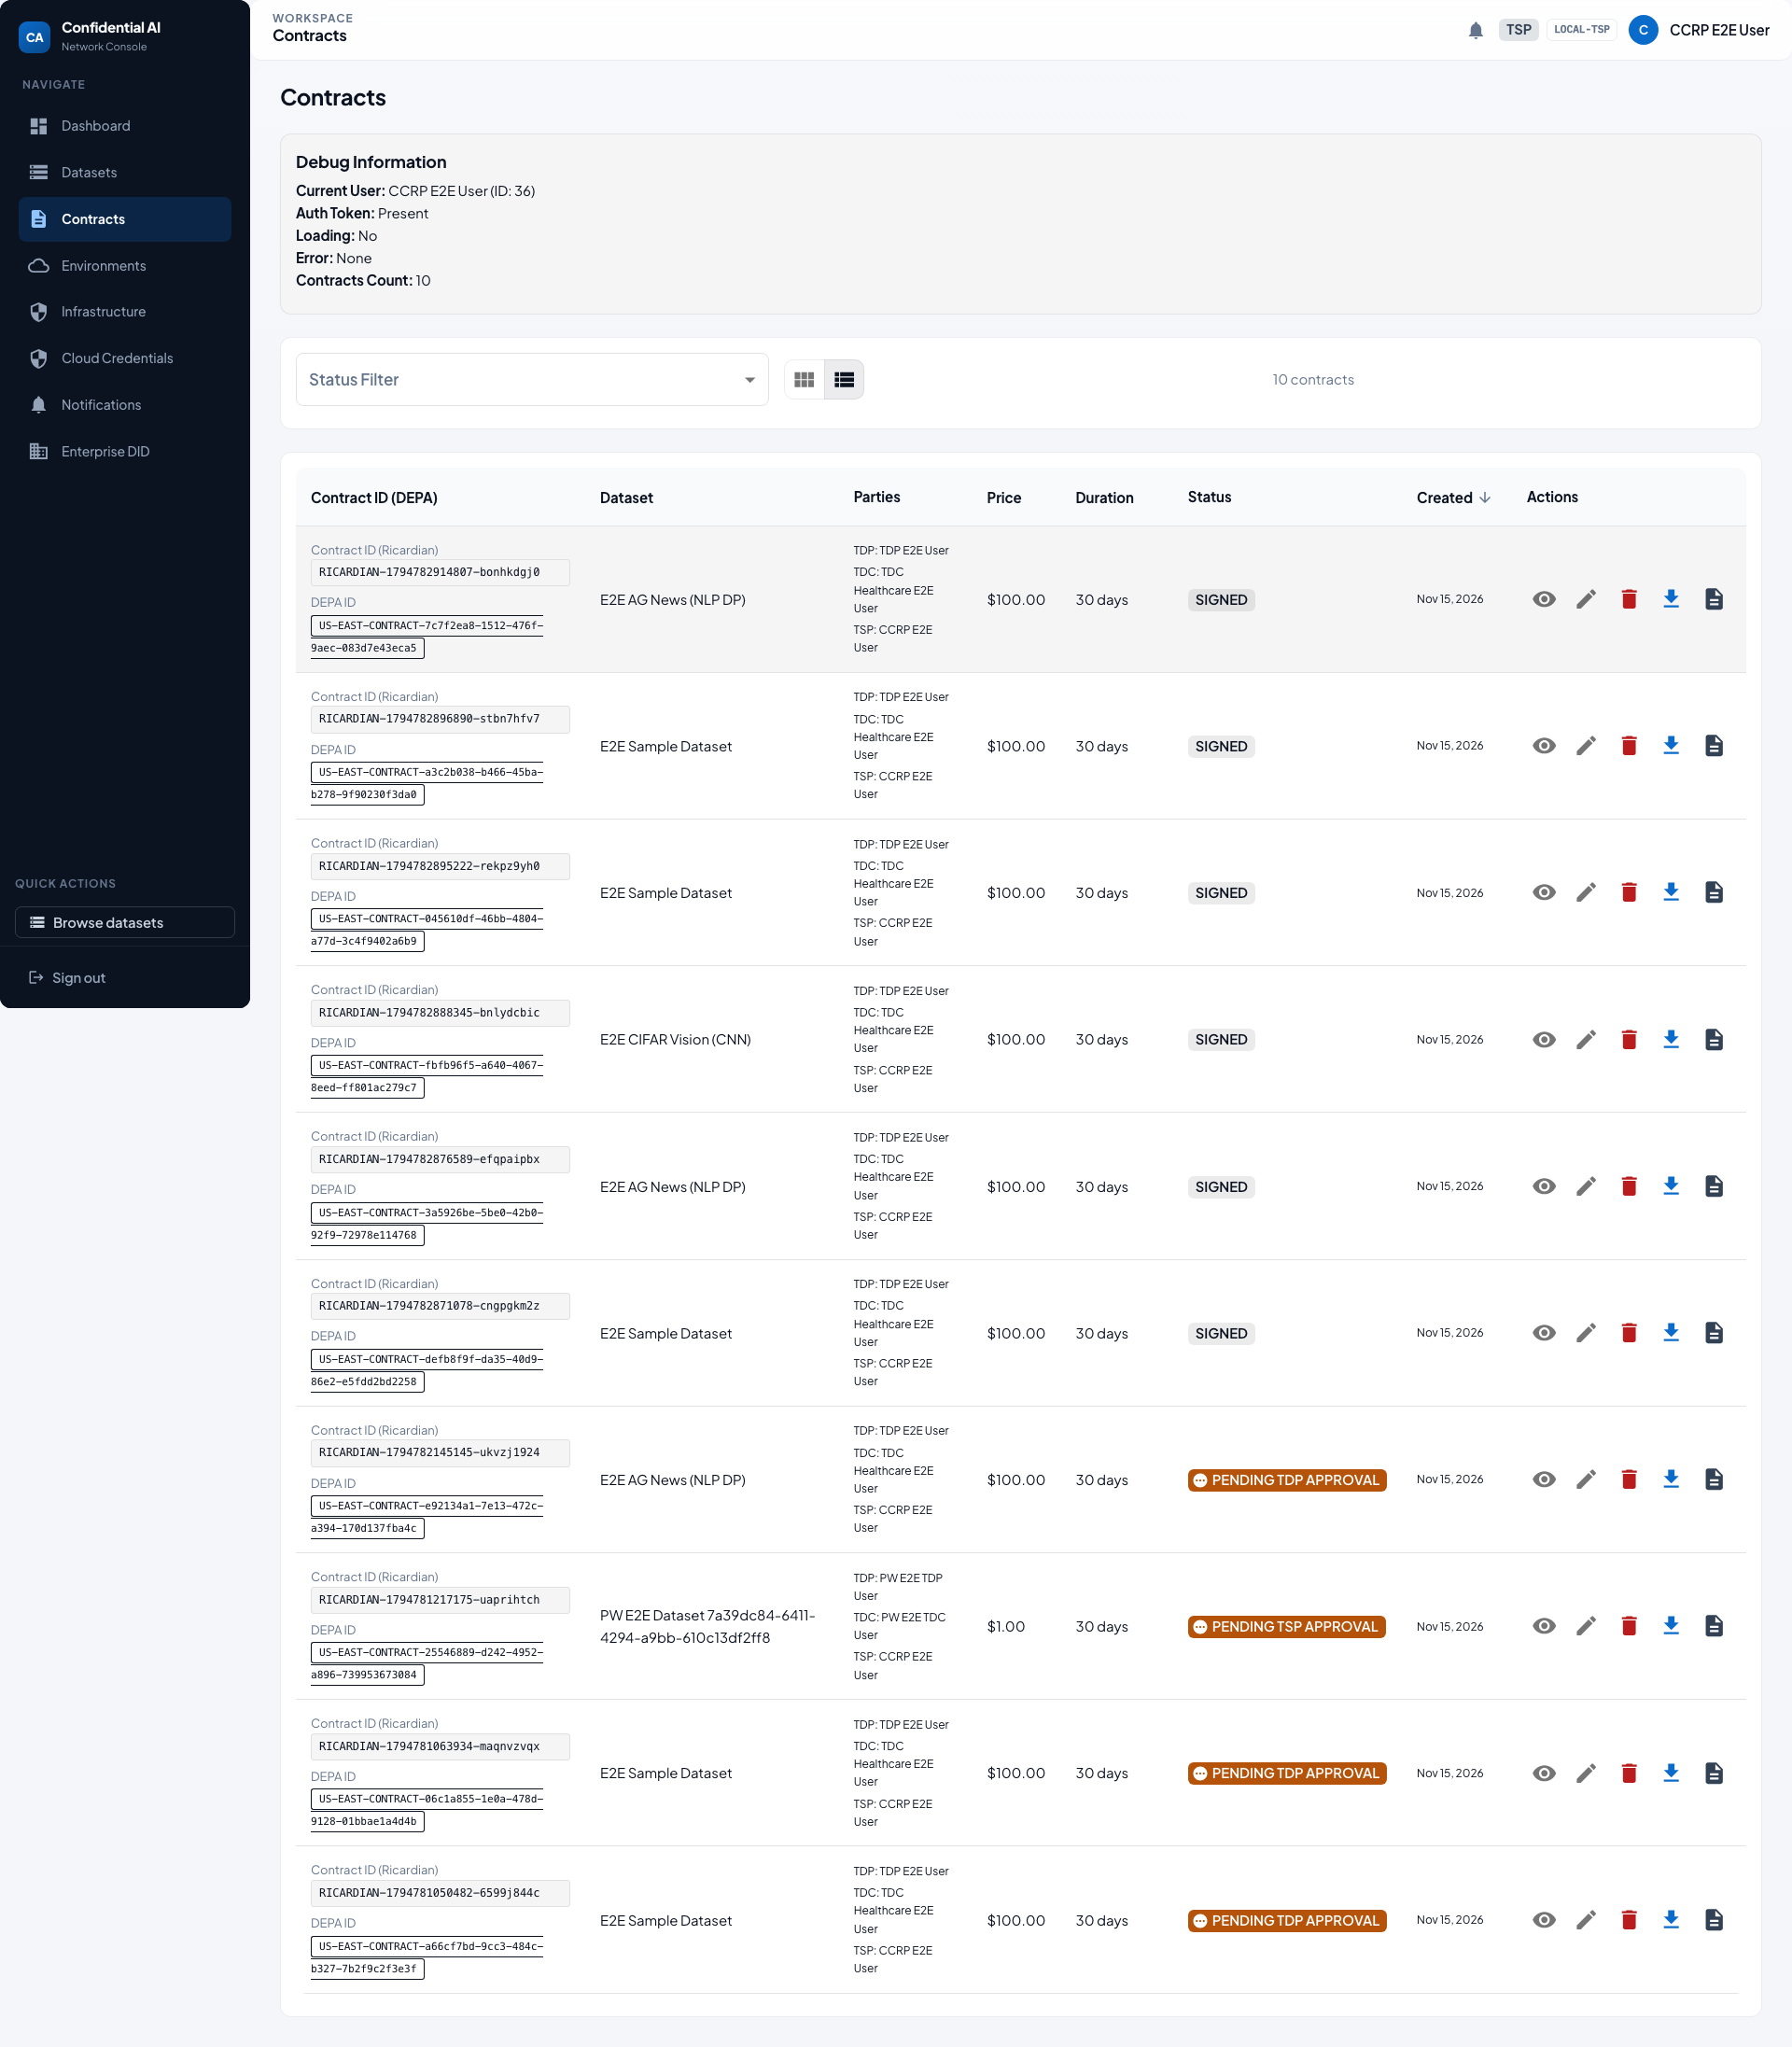 CA
Confidential AI
Network Console
NAVIGATE
Dashboard
Datasets
Contracts
Environments
Infrastructure
Cloud Credentials
Notifications
Enterprise DID
QUICK ACTIONS
Browse datasets
Sign out
WORKSPACE
Contracts
TSP
LOCAL-TSP
C
CCRP E2E User
Contracts
Debug Information
Current User: CCRP E2E User (ID: 36)
Auth Token: Present
Loading: No
Error: None
Contracts Count: 10
Status Filter
10 contracts
Contract ID (DEPA)
Dataset
Parties
Price
Duration
Status
Created
Actions
Contract ID (Ricardian)
RICARDIAN-1794782914807-bonhkdgj0
DEPA ID
US-EAST-CONTRACT-7c7f2ea8-1512-476f-
9aec-083d7e43eca5
E2E AG News (NLP DP)
TDP: TDP E2E User
TDC: TDC
Healthcare E2E
User
TSP: CCRP E2E
User
$100.00
30 days
SIGNED
Nov 15, 2026
Contract ID (Ricardian)
RICARDIAN-1794782896890-stbn7hfv7
DEPA ID
US-EAST-CONTRACT-a3c2b038-b466-45ba-
b278-9f90230f3da0
E2E Sample Dataset
TDP: TDP E2E User
TDC: TDC
Healthcare E2E
User
TSP: CCRP E2E
User
$100.00
30 days
SIGNED
Nov 15, 2026
Contract ID (Ricardian)
RICARDIAN-1794782895222-rekpz9yh0
DEPA ID
US-EAST-CONTRACT-045610df-46bb-4804-
a77d-3c4f9402a6b9
E2E Sample Dataset
TDP: TDP E2E User
TDC: TDC
Healthcare E2E
User
TSP: CCRP E2E
User
$100.00
30 days
SIGNED
Nov 15, 2026
Contract ID (Ricardian)
RICARDIAN-1794782888345-bnlydcbic
DEPA ID
US-EAST-CONTRACT-fbfb96f5-a640-4067-
8eed-ff801ac279c7
E2E CIFAR Vision (CNN)
TDP: TDP E2E User
TDC: TDC
Healthcare E2E
User
TSP: CCRP E2E
User
$100.00
30 days
SIGNED
Nov 15, 2026
Contract ID (Ricardian)
RICARDIAN-1794782876589-efqpaipbx
DEPA ID
US-EAST-CONTRACT-3a5926be-5be0-42b0-
92f9-72978e114768
E2E AG News (NLP DP)
TDP: TDP E2E User
TDC: TDC
Healthcare E2E
User
TSP: CCRP E2E
User
$100.00
30 days
SIGNED
Nov 15, 2026
Contract ID (Ricardian)
RICARDIAN-1794782871078-cngpgkm2z
DEPA ID
US-EAST-CONTRACT-defb8f9f-da35-40d9-
86e2-e5fdd2bd2258
E2E Sample Dataset
TDP: TDP E2E User
TDC: TDC
Healthcare E2E
User
TSP: CCRP E2E
User
$100.00
30 days
SIGNED
Nov 15, 2026
Contract ID (Ricardian)
RICARDIAN-1794782145145-ukvzj1924
DEPA ID
US-EAST-CONTRACT-e92134a1-7e13-472c-
a394-170d137fba4c
E2E AG News (NLP DP)
TDP: TDP E2E User
TDC: TDC
Healthcare E2E
User
TSP: CCRP E2E
User
$100.00
30 days
PENDING TDP APPROVAL
Nov 15, 2026
Contract ID (Ricardian)
RICARDIAN-1794781217175-uaprihtch
DEPA ID
US-EAST-CONTRACT-25546889-d242-4952-
a896-739953673084
PW E2E Dataset 7a39dc84-6411-
4294-a9bb-610c13df2ff8
TDP: PW E2E TDP
User
TDC: PW E2E TDC
User
TSP: CCRP E2E
User
$1.00
30 days
PENDING TSP APPROVAL
Nov 15, 2026
Contract ID (Ricardian)
RICARDIAN-1794781063934-maqnvzvqx
DEPA ID
US-EAST-CONTRACT-06c1a855-1e0a-478d-
9128-01bbae1a4d4b
E2E Sample Dataset
TDP: TDP E2E User
TDC: TDC
Healthcare E2E
User
TSP: CCRP E2E
User
$100.00
30 days
PENDING TDP APPROVAL
Nov 15, 2026
Contract ID (Ricardian)
RICARDIAN-1794781050482-6599j844c
DEPA ID
US-EAST-CONTRACT-a66cf7bd-9cc3-484c-
b327-7b2f9c2f3e3f
E2E Sample Dataset
TDP: TDP E2E User
TDC: TDC
Healthcare E2E
User
TSP: CCRP E2E
User
$100.00
30 days
PENDING TDP APPROVAL
Nov 15, 2026